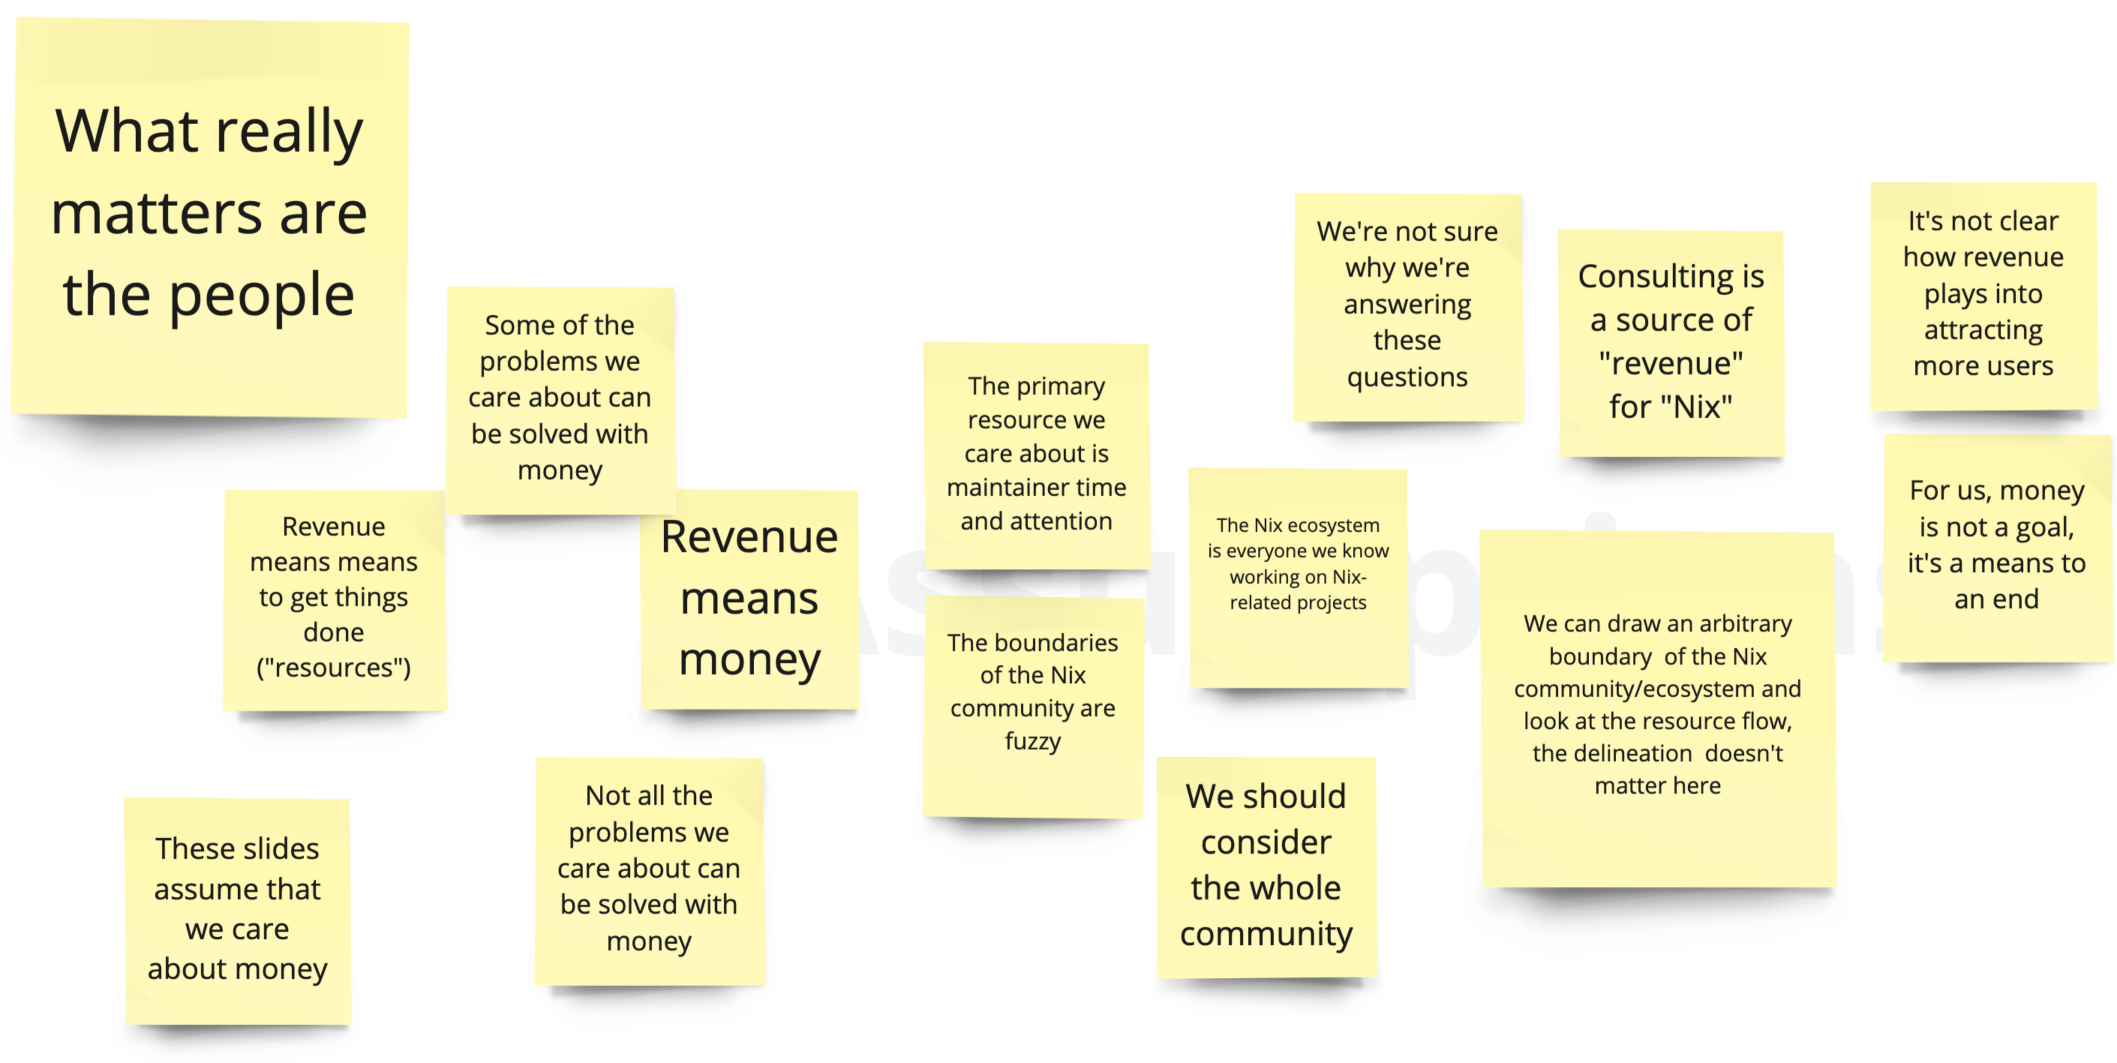 What really
matters are
the people
Some of the
problems we
care about can
be solved with
money
Revenue
means means
to get things
done
("resources")
Revenue
means
money
These slides
assume that
we care
about money
Not all the
problems we
care about can
be solved with
money
The primary
resource we
care about is
maintainer time
and attention
The boundaries
of the Nix
community are
fuzzy
We're not sure
why we're
answering
these
questions
The Nix ecosystem
is everyone we know
working on Nix-
related projects
We should
consider
the whole
community
Consulting is
a source of
"revenue"
for "Nix"
We can draw an arbitrary
boundary  of the Nix
community/ecosystem and
look at the resource flow,
the delineation  doesn't
matter here
It's not clear
how revenue
plays into
attracting
more users
For us, money
is not a goal,
it's a means to
an end